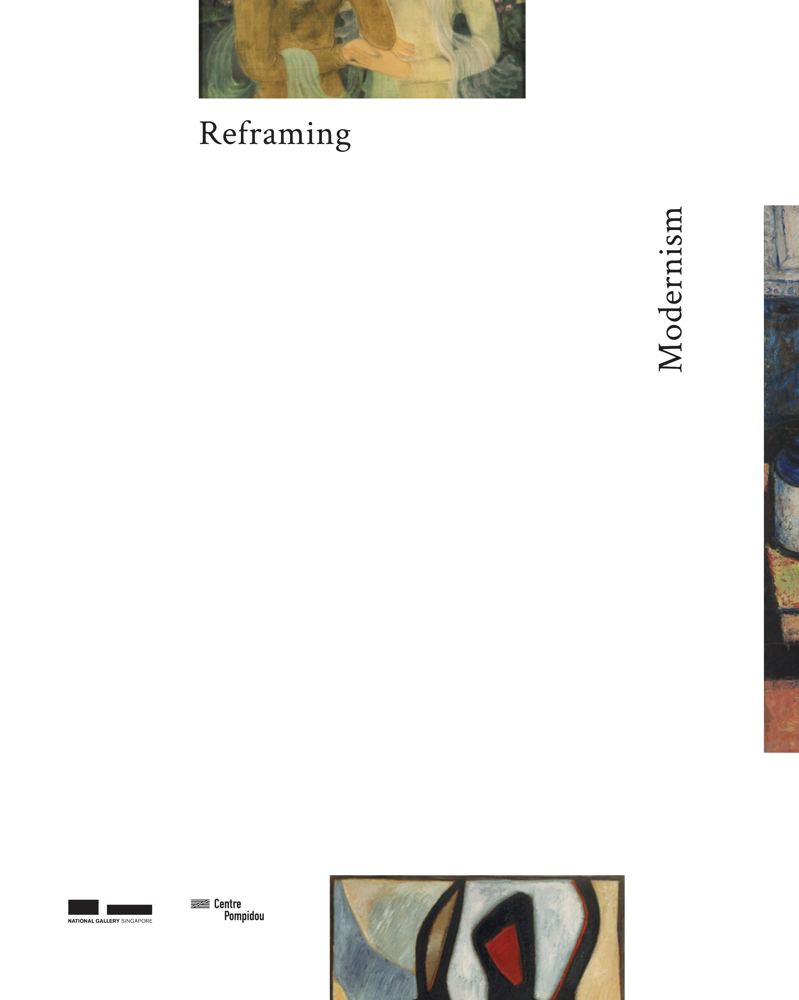 Reframing
Modernism
NATIONAL GALLERY SINGAPORE
Centre
Pompidou